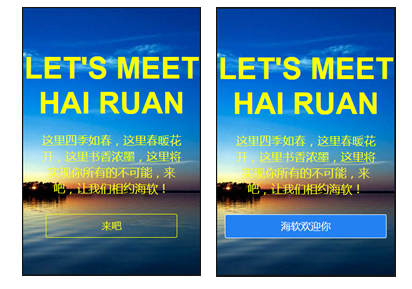 LET'S MEET
HAI RUAN
这里四季如春，这里春暖花
开，这里书香浓墨，这里将
实现你所有的不可能，来
吧，让我们相约海软！
来吧
LET'S MEET
HAI RUAN
这里四季如春，这里春暖花
开，这里书香浓墨，这里将
实现你所有的不可能，来
吧，让我们相约海软！
海软欢迎你